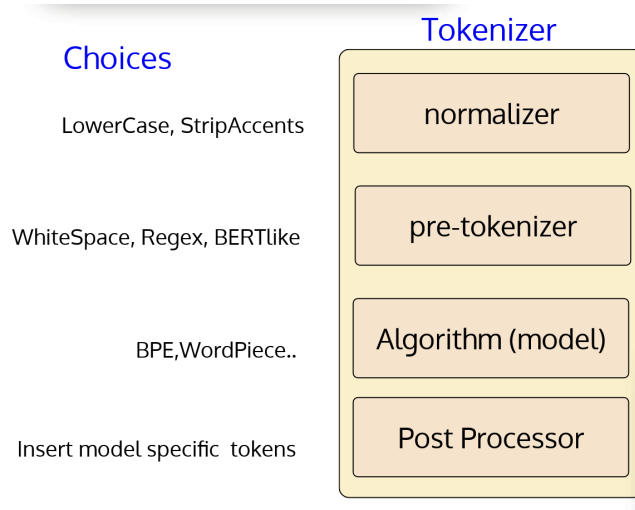 Tokenizer
Choices
LowerCase, StripAccents
normalizer
WhiteSpace, Regex, BERTlike
pre-tokenizer
BPE,WordPiece..
Algorithm (model)
Insert model specific tokens
Post Processor